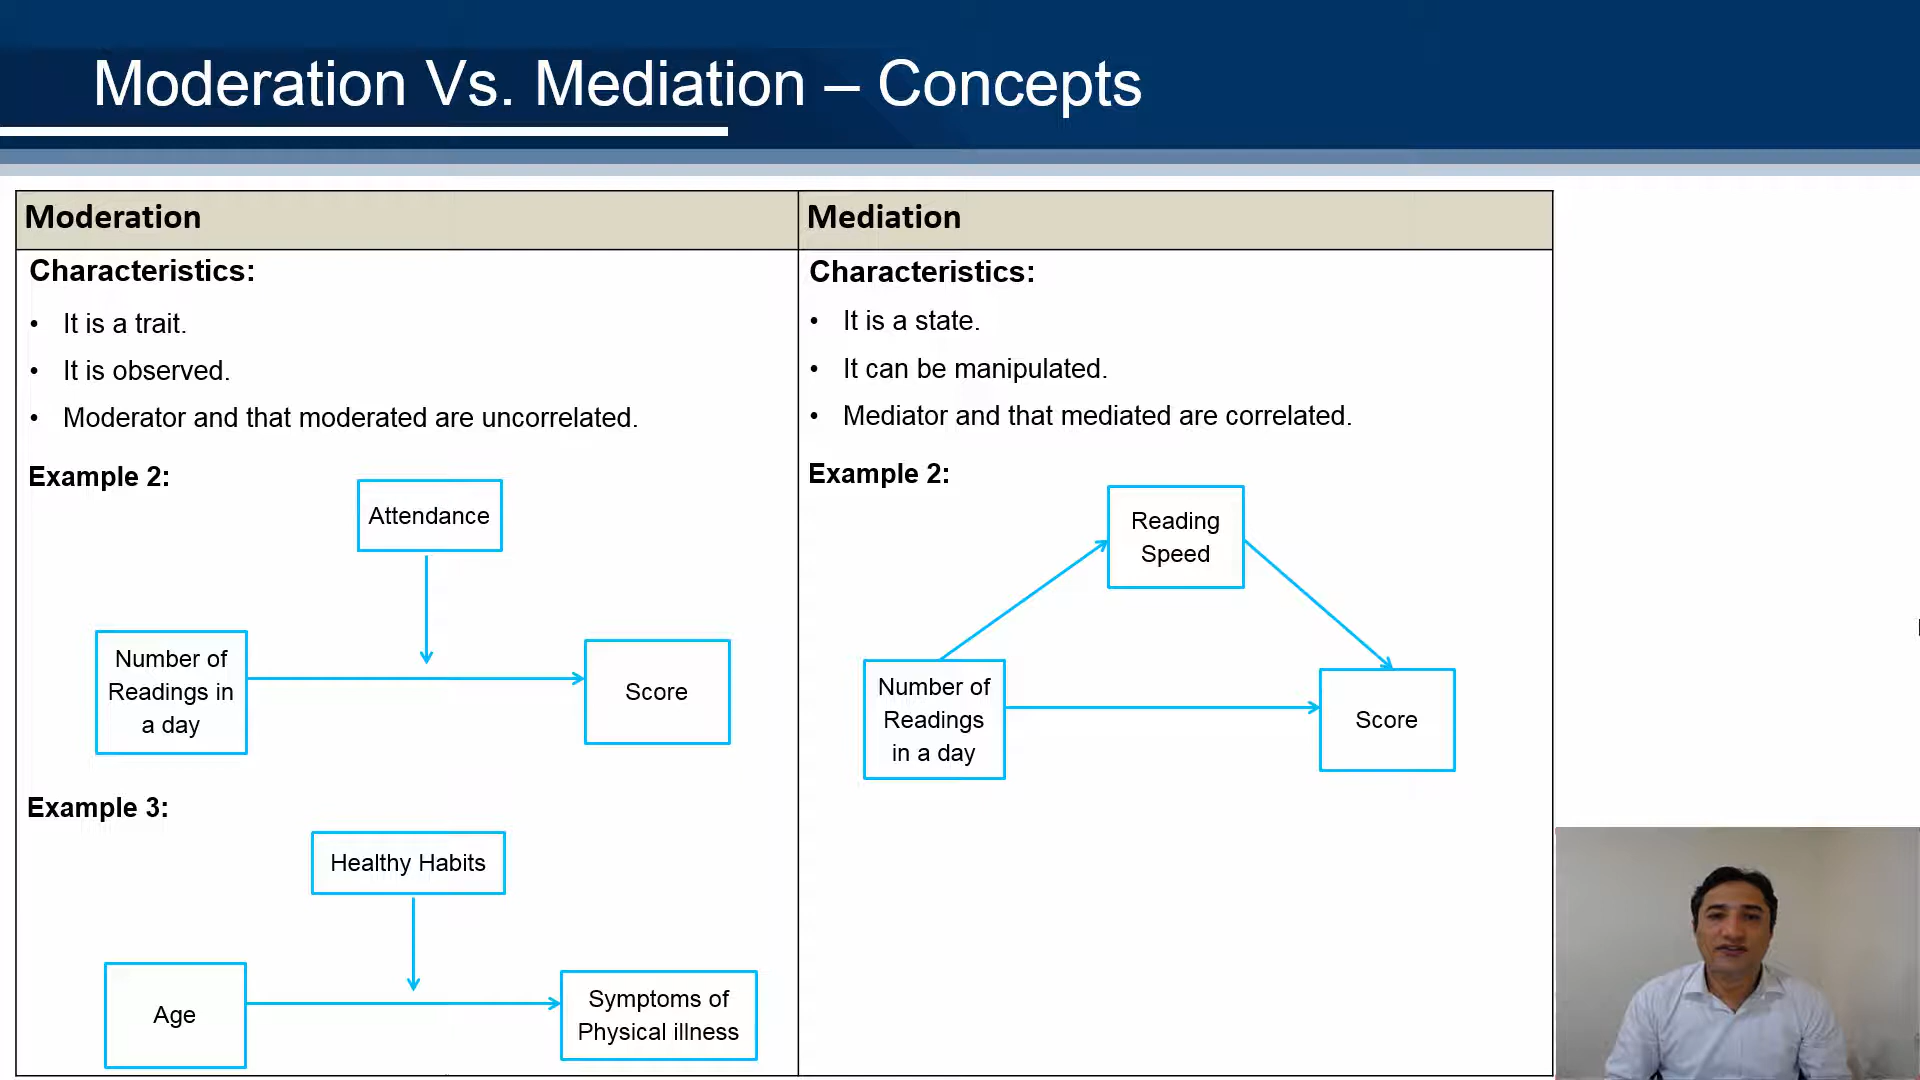 Moderation Vs. Mediation – Concepts
Moderation
Characteristics:
• It is a trait.
• It is observed.
• Moderator and that moderated are uncorrelated.
Example 2:
Attendance
Number of
Readings in
a day
Score
Example 3:
Healthy Habits
Age
Symptoms of
Physical illness
Mediation
Characteristics:
• It is a state.
• It can be manipulated.
• Mediator and that mediated are correlated.
Example 2:
Reading
Speed
Number of
Readings
in a day
Score